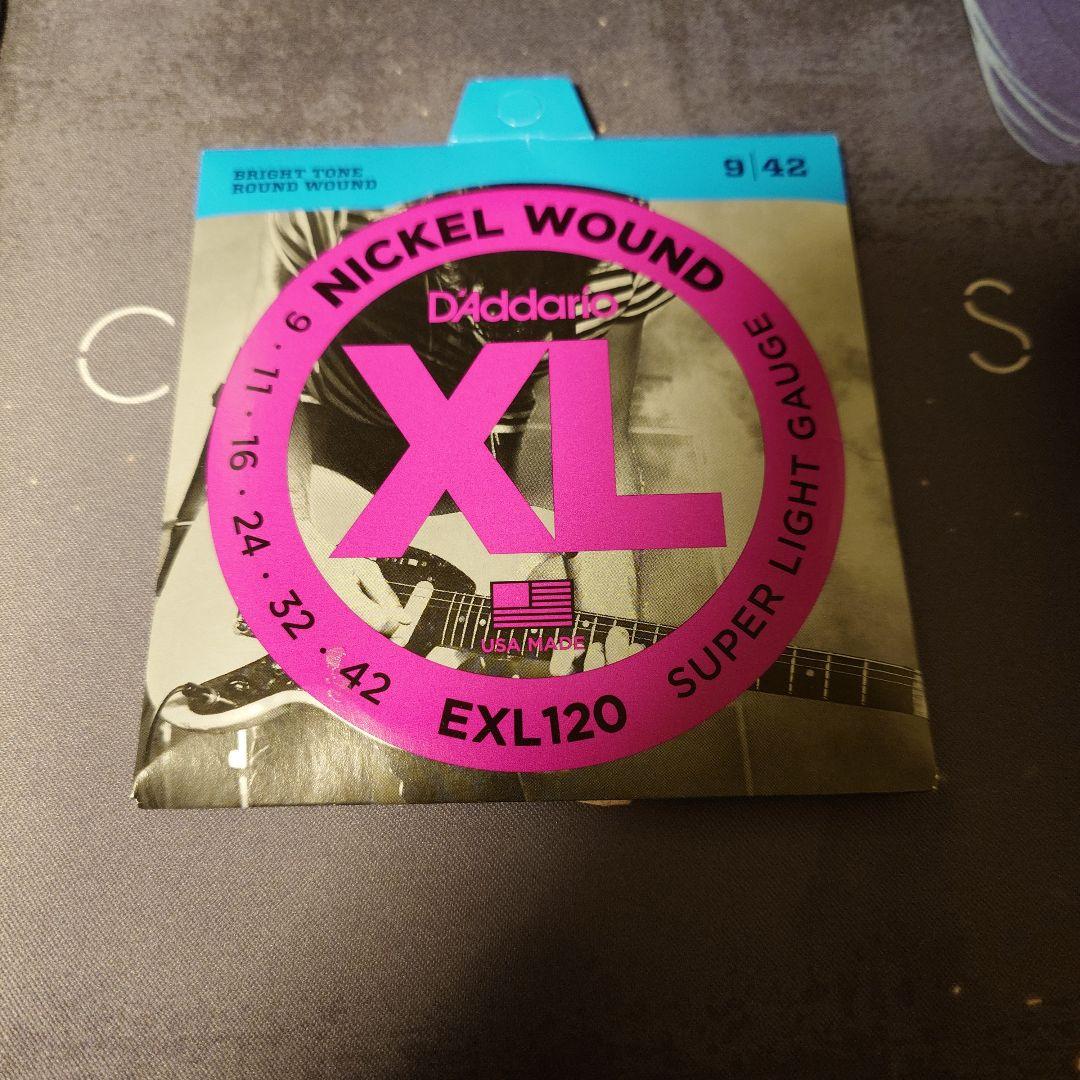 BRIGHT TONE
ROUND WOUND
9|42
NICKEL WOUND
D'Addario
XL
USA MADE
9 · 11 · 16 · 24 · 32 · 42
EXL120
SUPER LIGHT GAUGE
C
S